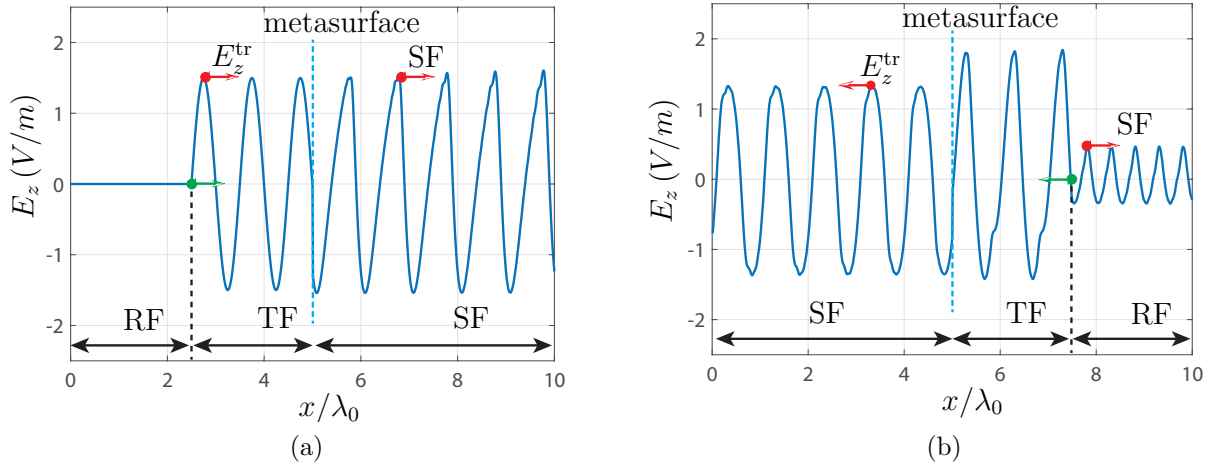 metasurface
2
1
0
-1
-2
E_z (V/m)
E_z^tr
SF
RF
TF
SF
0
2
4
6
8
10
x/λ_0
(a)
metasurface
2
1
0
-1
-2
E_z (V/m)
E_z^tr
SF
SF
TF
RF
0
2
4
6
8
10
x/λ_0
(b)